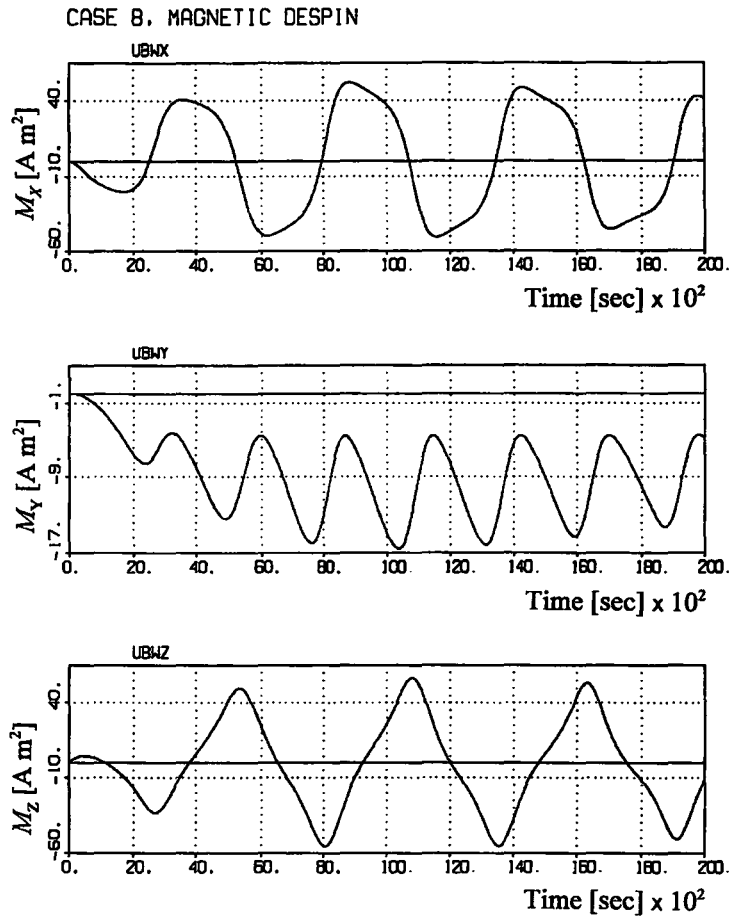 CASE B. MAGNETIC DESPIN
UBWX
M_X [A m²]
40.
-10.
-60.
0. 20. 40. 60. 80. 100. 120. 140. 160. 180. 200.
Time [sec] x 10²
UBWY
M_Y [A m²]
-1.
-9.
-17.
0. 20. 40. 60. 80. 100. 120. 140. 160. 180. 200.
Time [sec] x 10²
UBWZ
M_Z [A m²]
40.
-10.
-60.
0. 20. 40. 60. 80. 100. 120. 140. 160. 180. 200.
Time [sec] x 10²